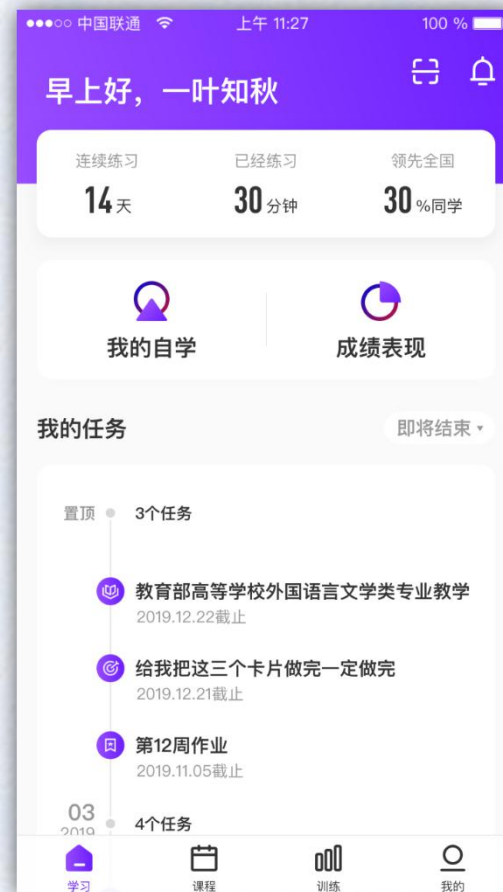 中国联通 上午 11:27 100 %
早上好，一叶知秋
连续练习 已经练习 领先全国
14天 30分钟 30%同学
我的自学 成绩表现
我的任务 即将结束
置顶 3个任务
教育部高等学校外国语言文学类专业教学
2019.12.22截止
给我把这三个卡片做完一定做完
2019.12.21截止
第12周作业
2019.11.05截止
03 4个任务
2019
学习 课程 训练 我的